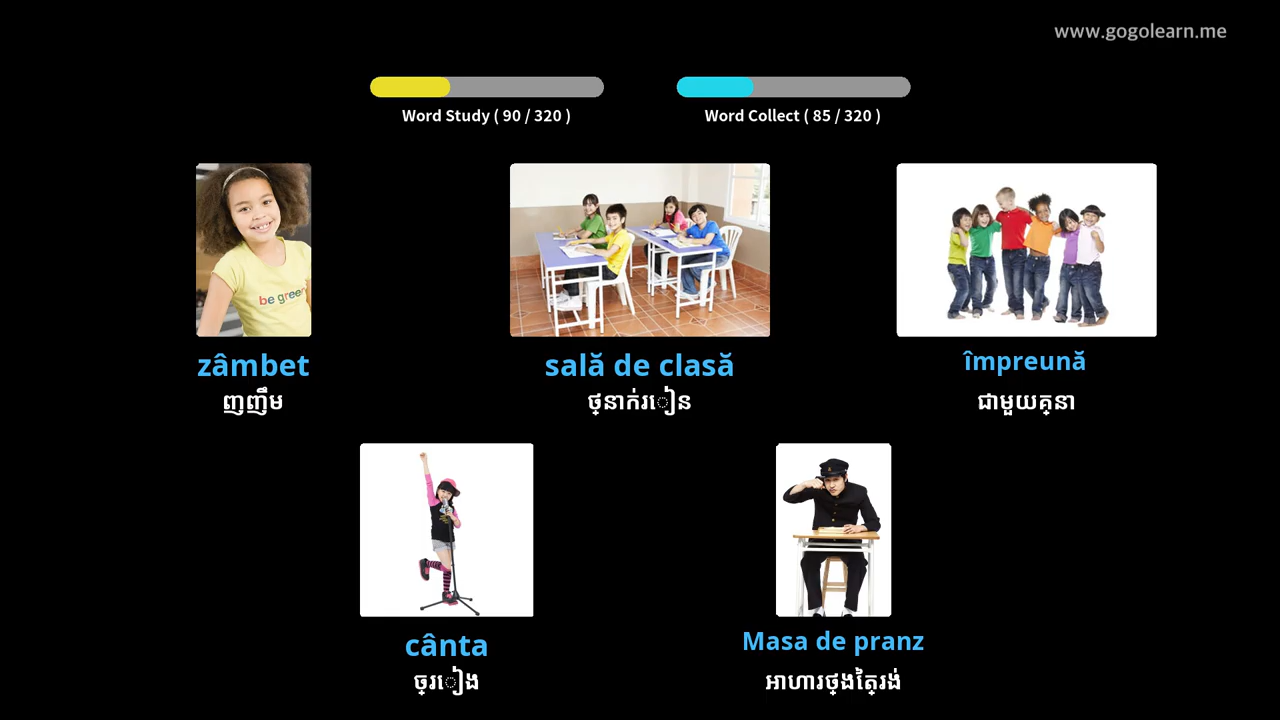 www.gogolearn.me
Word Study ( 90 / 320 )
Word Collect ( 85 / 320 )
be green
zâmbet
sală de clasă
împreună
ញញឹម
ថ្នាក់រៀន
ជាមួយគ្នា
cânta
Masa de pranz
ច្រៀង
អាហារថ្ងៃត្រង់